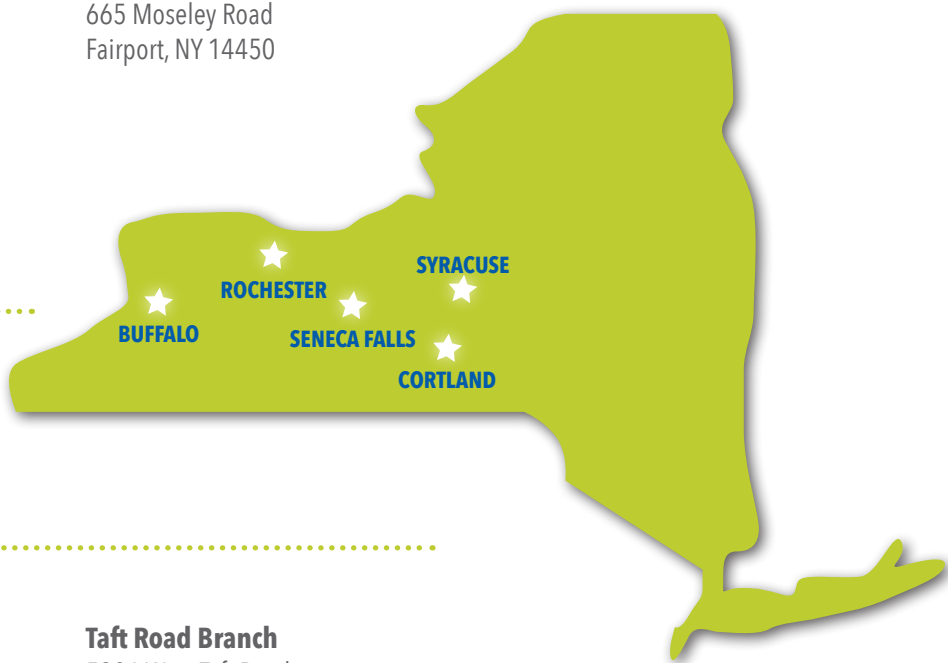 665 Moseley Road
Fairport, NY 14450
SYRACUSE
ROCHESTER
BUFFALO
SENECA FALLS
CORTLAND
Taft Road Branch